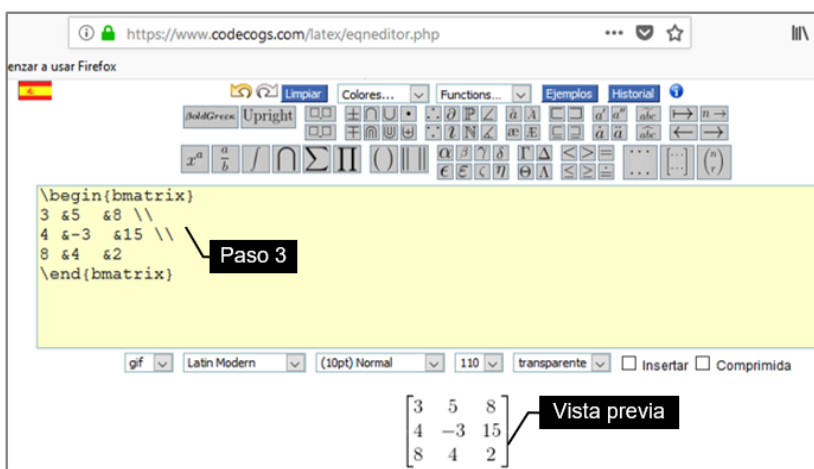 https://www.codecogs.com/latex/eqneditor.php
enzar a usar Firefox
Limpiar Colores... Functions... Ejemplos Historial
BoldGreek Upright
\begin{bmatrix}
3 &5 &8 \\
4 &-3 &15 \\
8 &4 &2
\end{bmatrix}
Paso 3
gif Latin Modern (10pt) Normal 110 transparente Insertar Comprimida
3 5 8
4 −3 15
8 4 2
Vista previa